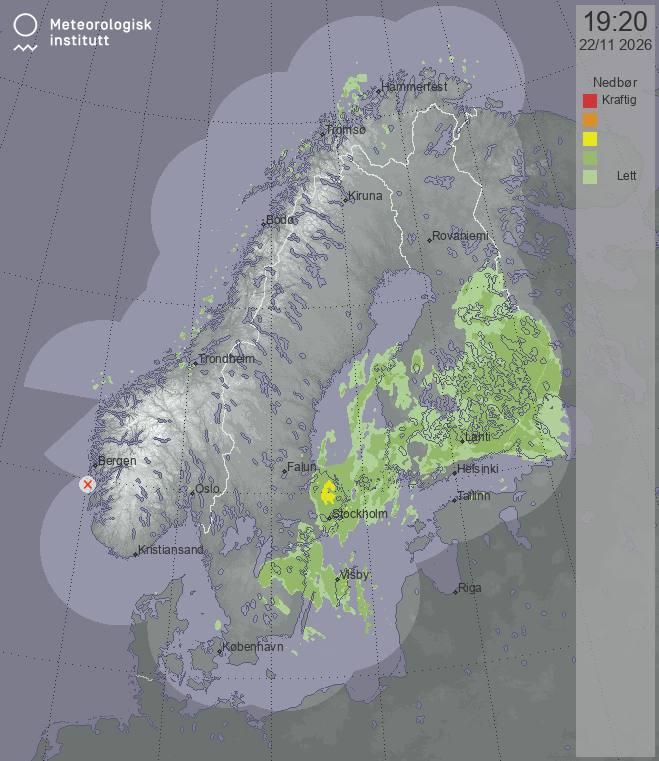 Meteorologisk
institutt
19:20
22/11 2026
Nedbør
Kraftig
Lett
Hammerfest
Tromsø
Kiruna
Bodø
Rovaniemi
Trondheim
Lahti
Bergen
Falun
Helsinki
Oslo
Tallinn
Stockholm
Kristiansand
Visby
Riga
København